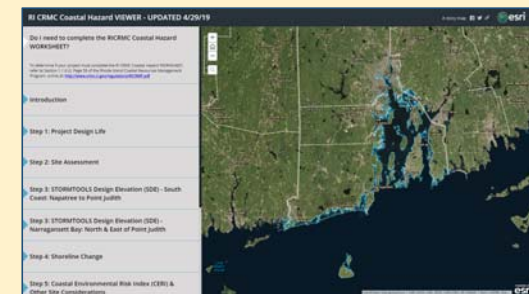 RI CRMC Coastal Hazard VIEWER - UPDATED 4/29/19
A story map
esri
Do I need to complete the RICRMC Coastal Hazard
WORKSHEET?
Introduction
Step 1: Project Design Life
Step 2: Site Assessment
Step 3: STORMTOOLS Design Elevation (SDE) - South
Coast: Napatree to Point Judith
Step 3: STORMTOOLS Design Elevation (SDE) -
Narragansett Bay: North & East of Point Judith
Step 4: Shoreline Change
Step 5: Coastal Environmental Risk Index (CERI) &
Other Site Considerations
esri